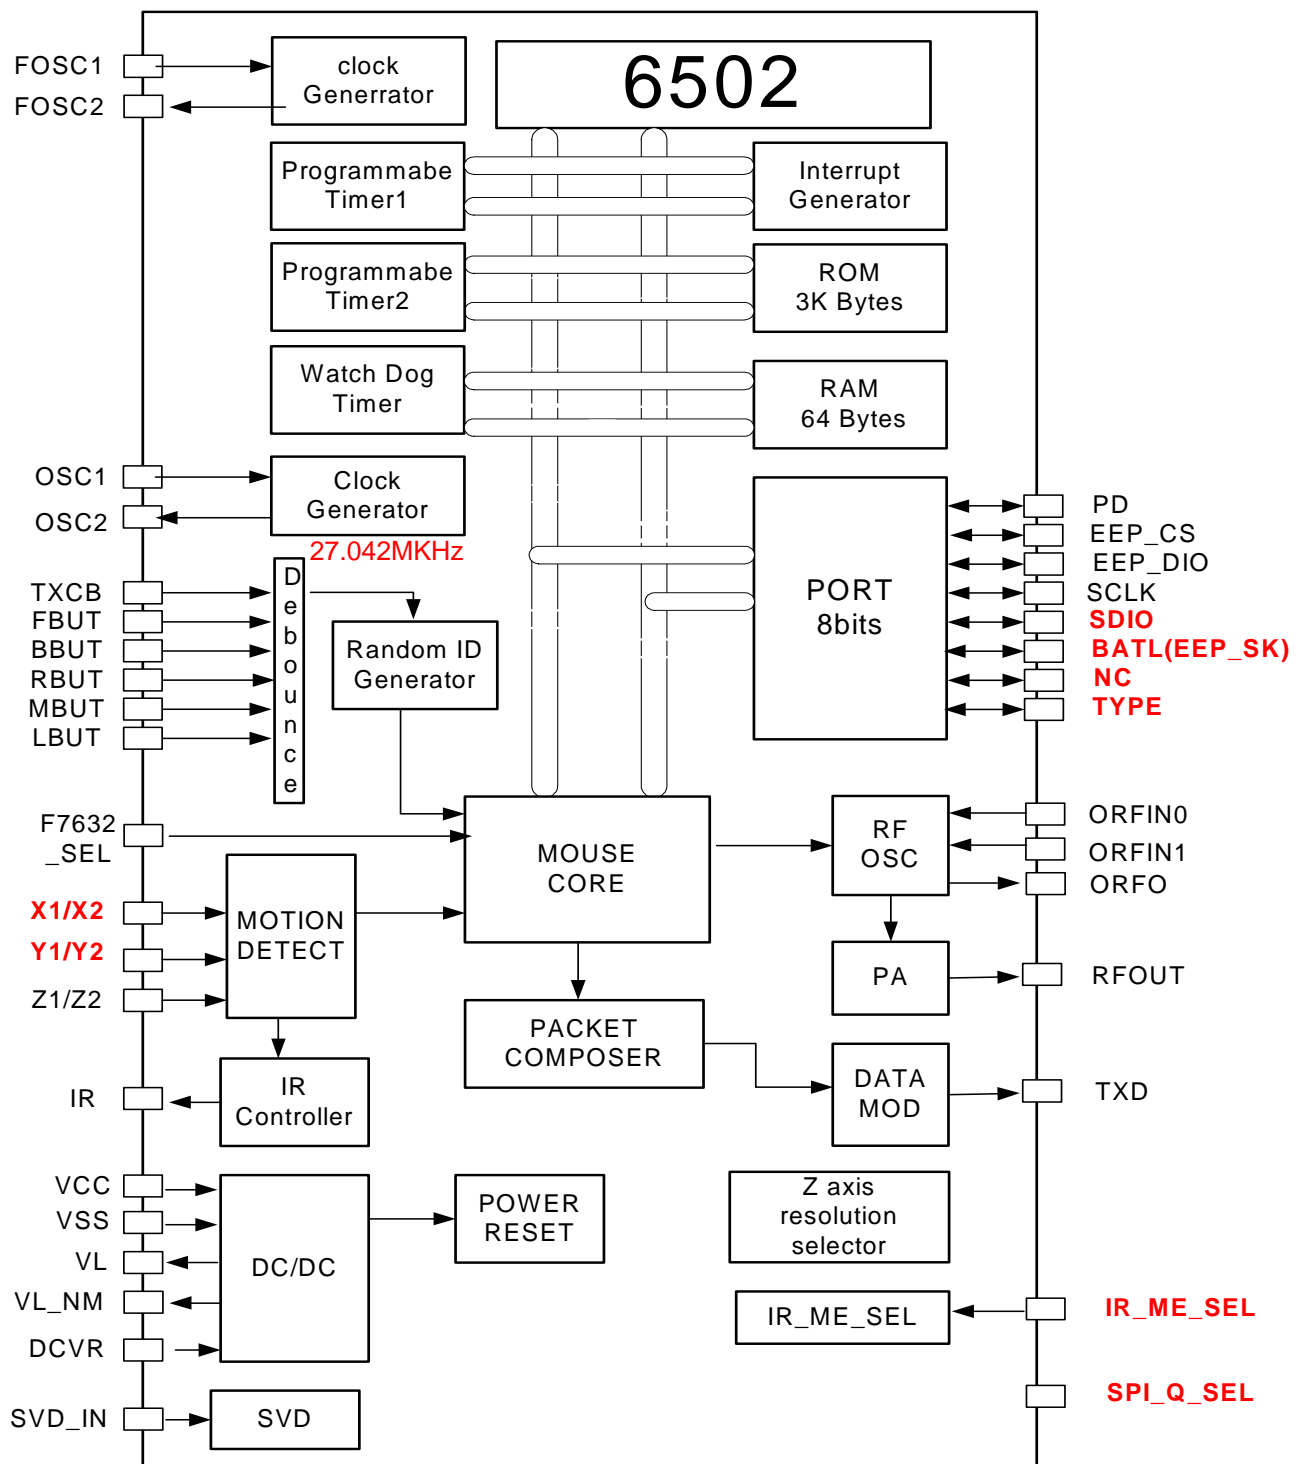 FOSC1
FOSC2
clock
Generrator
6502
Programmabe
Timer1
Interrupt
Generator
Programmabe
Timer2
ROM
3K Bytes
Watch Dog
Timer
RAM
64 Bytes
OSC1
OSC2
Clock
Generator
27.042MKHz
TXCB
FBUT
BBUT
RBUT
MBUT
LBUT
Debounce
Random ID
Generator
PORT
8bits
PD
EEP_CS
EEP_DIO
SCLK
SDIO
BATL(EEP_SK)
NC
TYPE
F7632
_SEL
MOUSE
CORE
RF
OSC
ORFIN0
ORFIN1
ORFO
X1/X2
Y1/Y2
Z1/Z2
MOTION
DETECT
PA
RFOUT
PACKET
COMPOSER
DATA
MOD
TXD
IR
IR
Controller
VCC
VSS
VL
VL_NM
DCVR
DC/DC
POWER
RESET
Z axis
resolution
selector
IR_ME_SEL
IR_ME_SEL
SPI_Q_SEL
SVD_IN
SVD